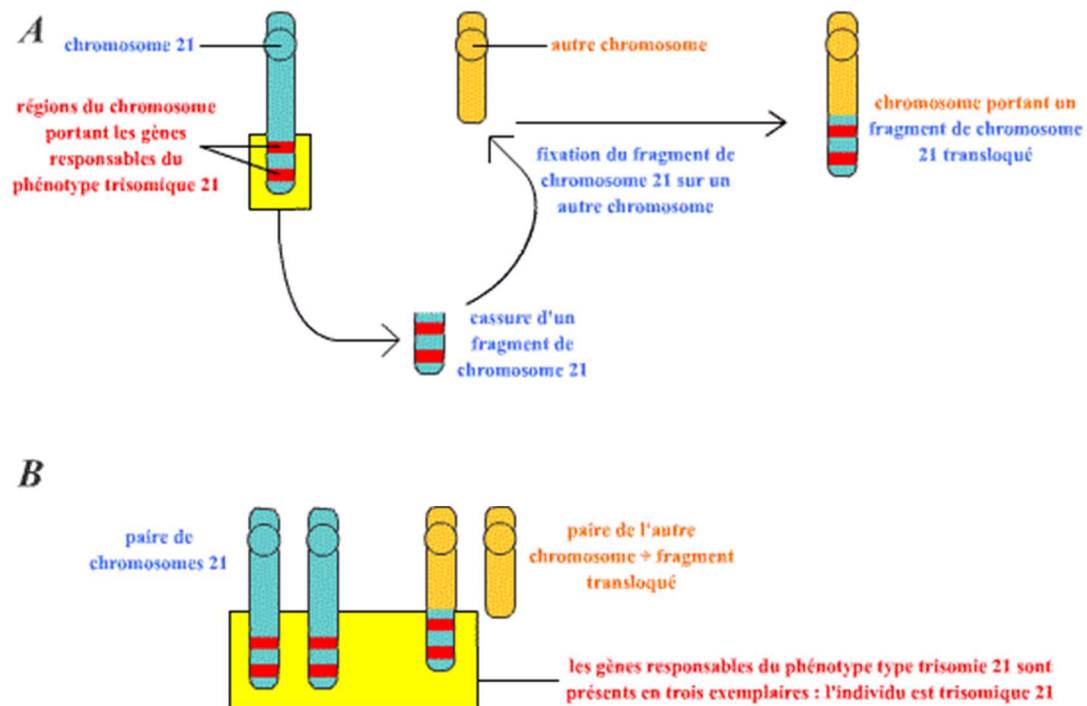 A
chromosome 21
autre chromosome
régions du chromosome
portant les gènes
responsables du
phénotype trisomique 21
fixation du fragment de
chromosome 21 sur un
autre chromosome
chromosome portant un
fragment de chromosome
21 transloqué
cassure d'un
fragment de
chromosome 21
B
paire de
chromosomes 21
paire de l'autre
chromosome + fragment
transloqué
les gènes responsables du phénotype type trisomie 21 sont
présents en trois exemplaires : l'individu est trisomique 21